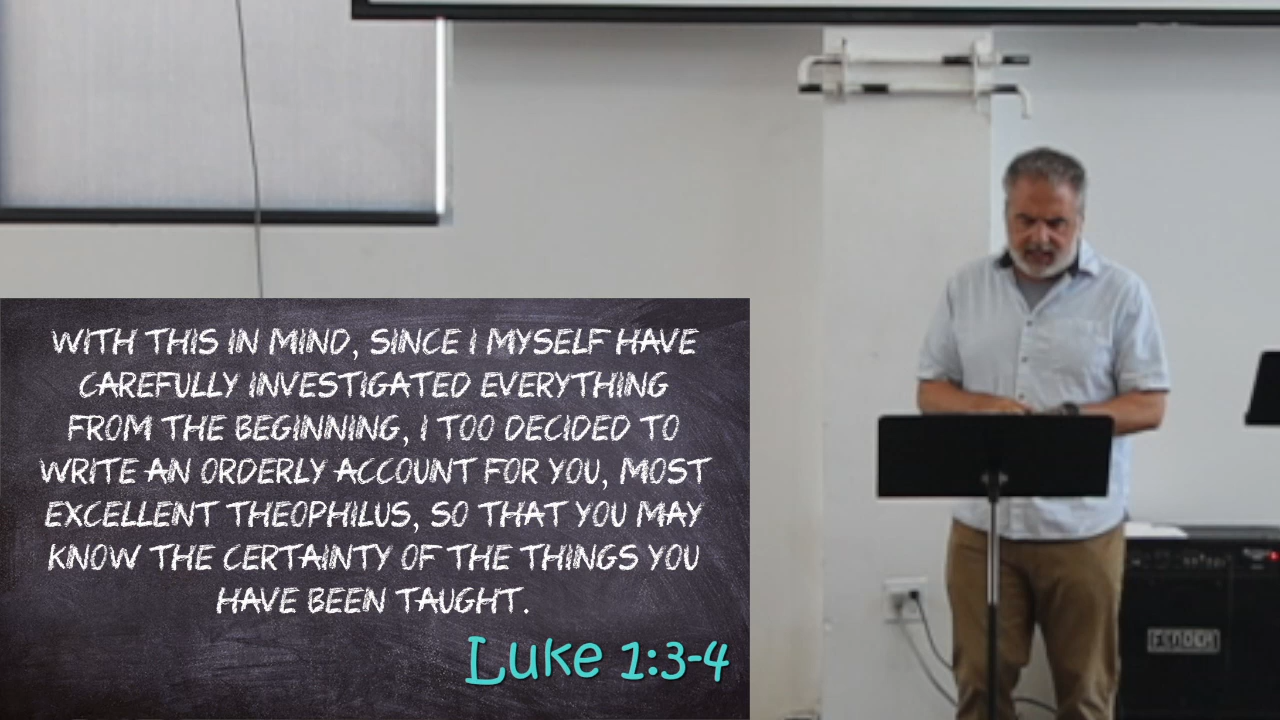 WITH THIS IN MIND, SINCE I MYSELF HAVE
CAREFULLY INVESTIGATED EVERYTHING
FROM THE BEGINNING, I TOO DECIDED TO
WRITE AN ORDERLY ACCOUNT FOR YOU, MOST
EXCELLENT THEOPHILUS, SO THAT YOU MAY
KNOW THE CERTAINTY OF THE THINGS YOU
HAVE BEEN TAUGHT.
Luke 1:3-4
FENDER